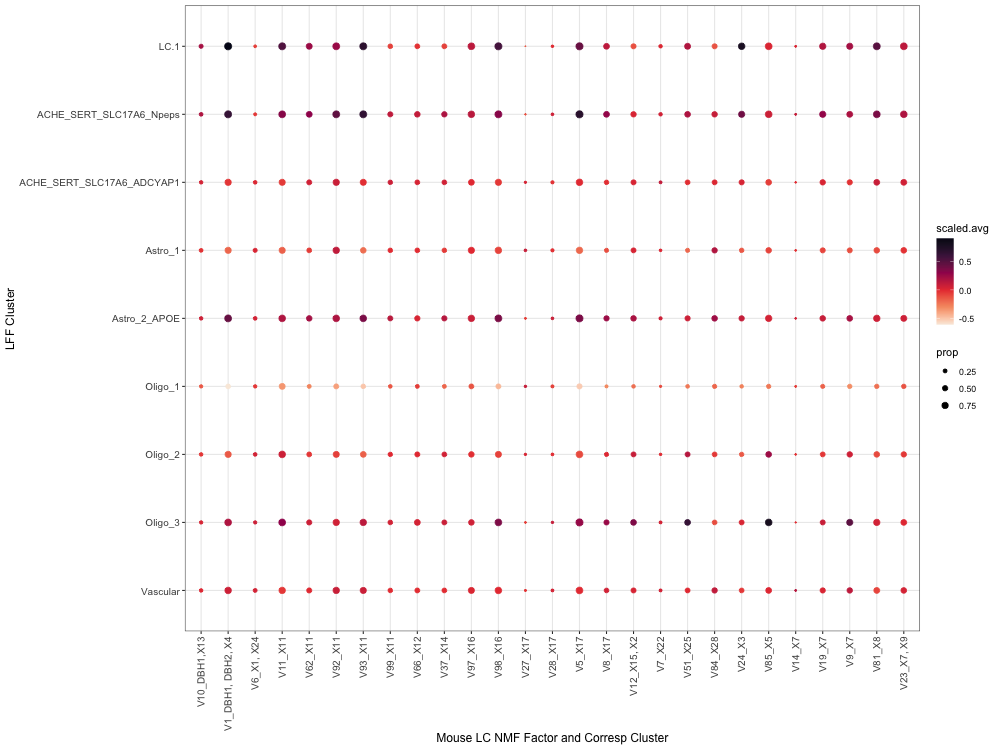 LC.1
ACHE_SERT_SLC17A6_Npeps
ACHE_SERT_SLC17A6_ADCYAP1
Astro_1
Astro_2_APOE
Oligo_1
Oligo_2
Oligo_3
Vascular
LFF Cluster
V10_DBH1,X13
V1_DBH1, DBH2, X4
V6_X1, X24
V11_X11
V62_X11
V92_X11
V93_X11
V99_X11
V66_X12
V37_X14
V97_X16
V98_X16
V27_X17
V28_X17
V5_X17
V8_X17
V12_X15, X2
V7_X22
V51_X25
V84_X28
V24_X3
V85_X5
V14_X7
V19_X7
V9_X7
V81_X8
V23_X7, X9
Mouse LC NMF Factor and Corresp Cluster
scaled.avg
0.5
0.0
-0.5
prop
0.25
0.50
0.75